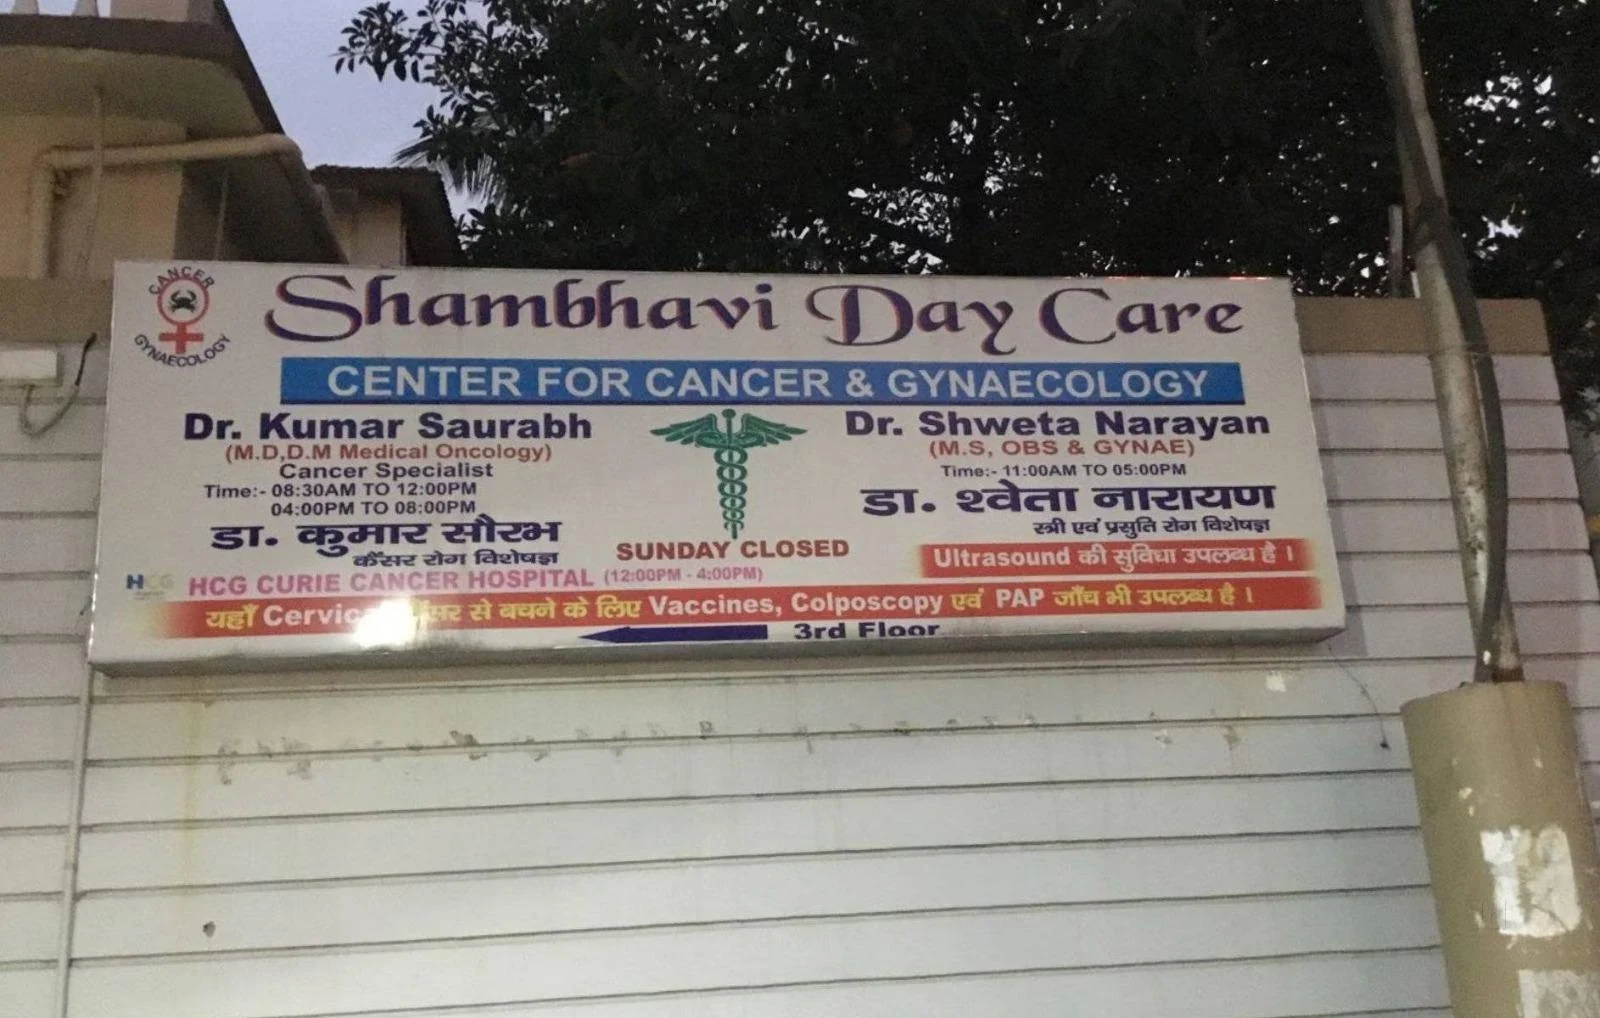 CANCER
GYNAECOLOGY
Shambhavi Day Care
CENTER FOR CANCER & GYNAECOLOGY
Dr. Kumar Saurabh
(M.D,D.M Medical Oncology)
Cancer Specialist
Time:- 08:30AM TO 12:00PM
04:00PM TO 08:00PM
डा. कुमार सौरभ
कैंसर रोग विशेषज्ञ
Dr. Shweta Narayan
(M.S, OBS & GYNAE)
Time:- 11:00AM TO 05:00PM
डा. श्वेता नारायण
स्त्री एवं प्रसुति रोग विशेषज्ञ
SUNDAY CLOSED
Ultrasound की सुविधा उपलब्ध है।
HCG
HCG CURIE CANCER HOSPITAL (12:00PM - 4:00PM)
यहाँ से बचने के लिए Vaccines, Colposcopy एवं PAP जाँच भी उपलब्ध है।
3rd Floor